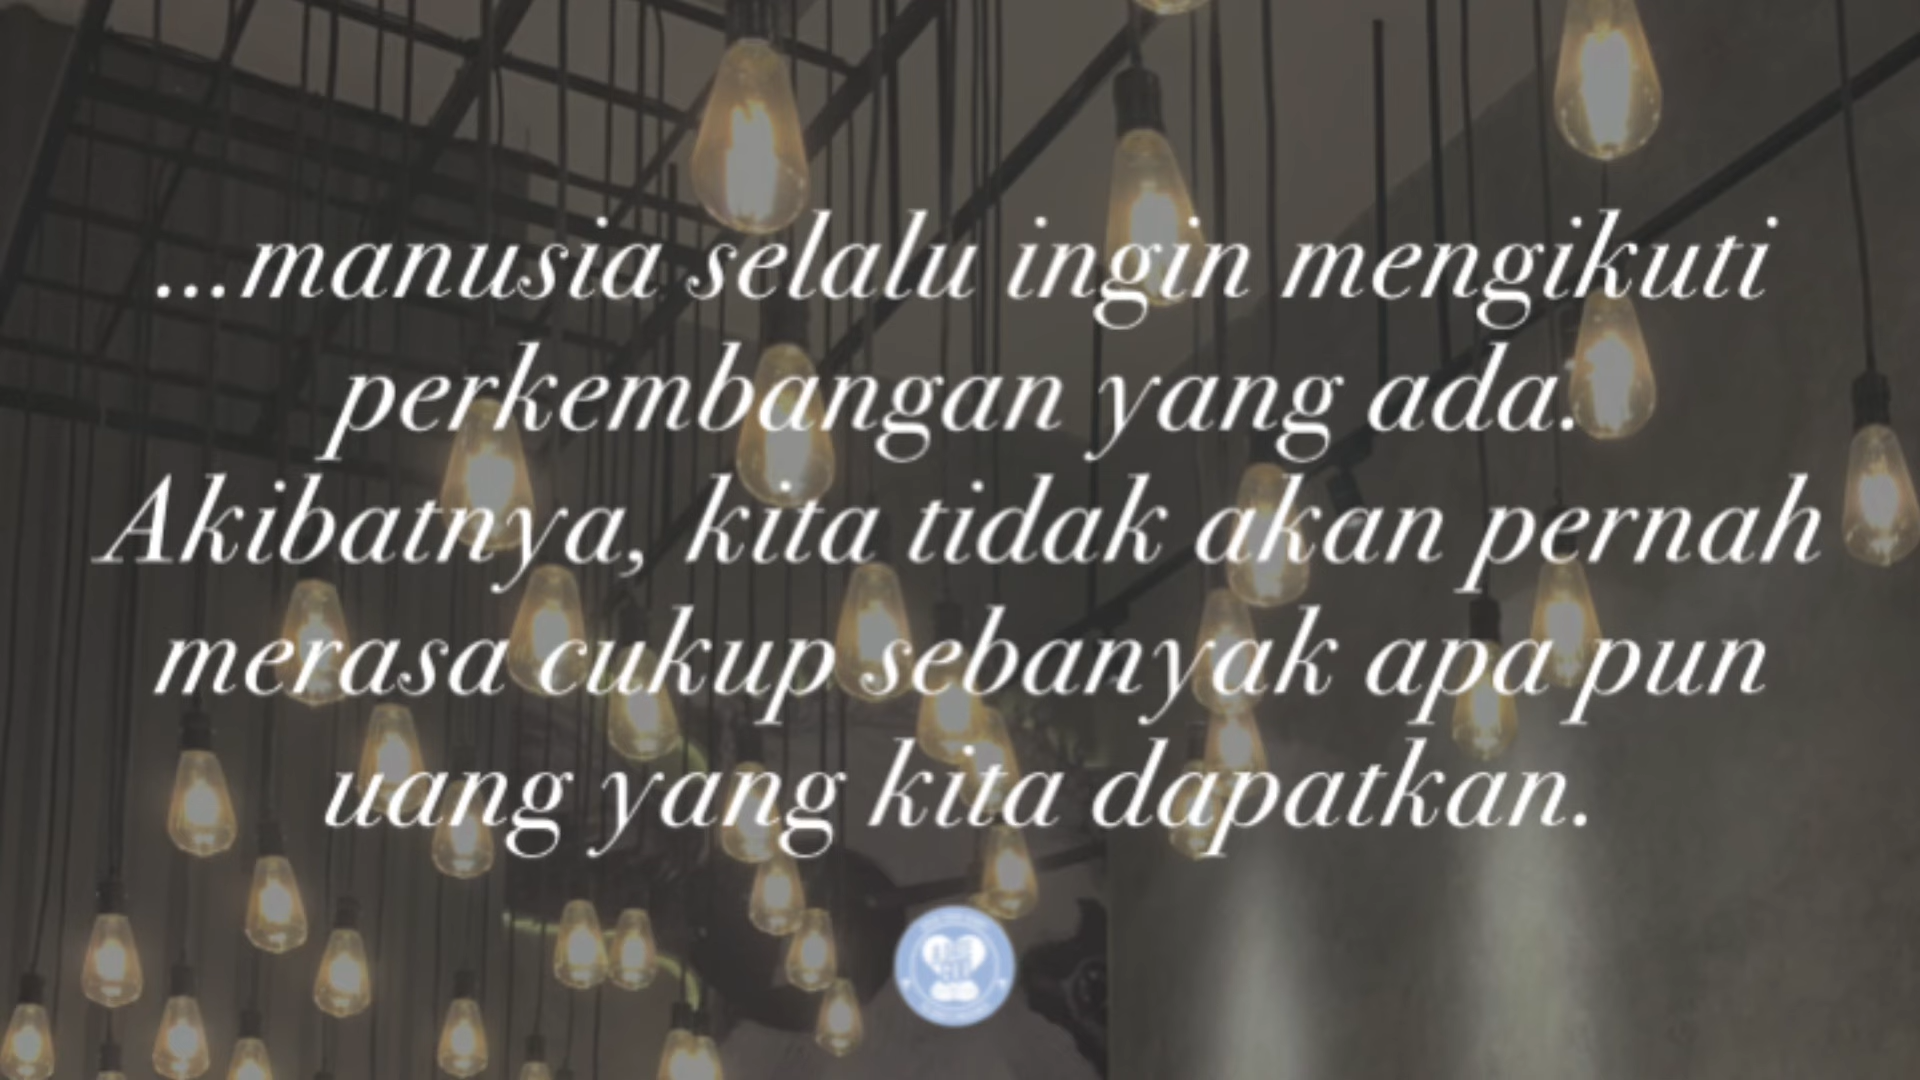 ...manusia selalu ingin mengikuti
perkembangan yang ada.
Akibatnya, kita tidak akan pernah
merasa cukup sebanyak apa pun
uang yang kita dapatkan.